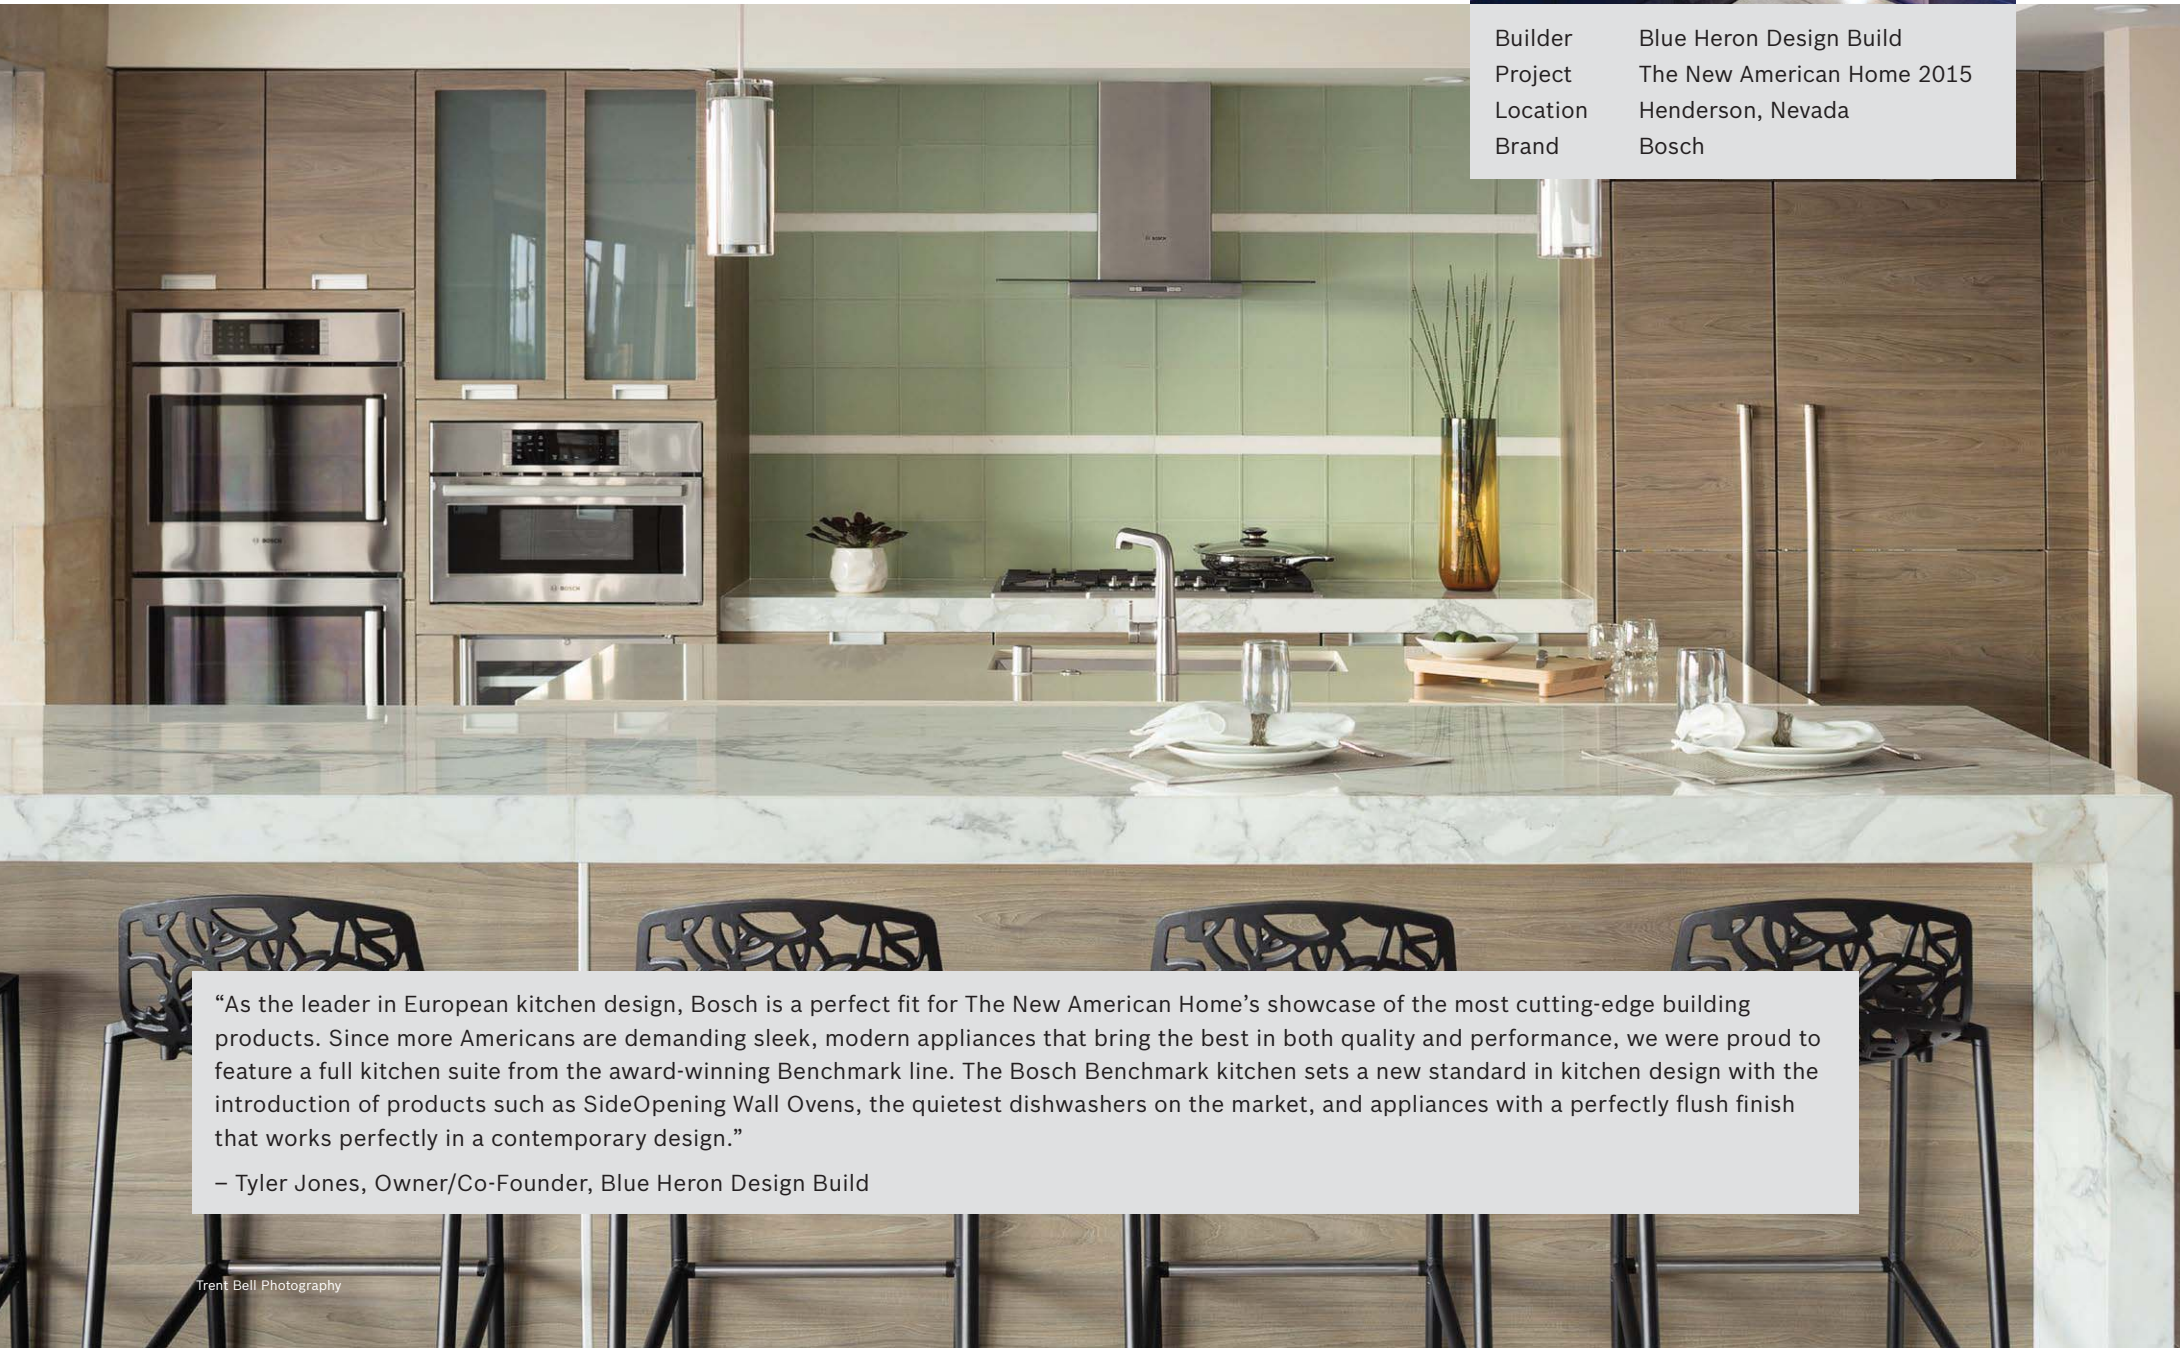 Builder Blue Heron Design Build
Project The New American Home 2015
Location Henderson, Nevada
Brand Bosch
BOSCH
BOSCH
BOSCH
“As the leader in European kitchen design, Bosch is a perfect fit for The New American Home’s showcase of the most cutting-edge building
products. Since more Americans are demanding sleek, modern appliances that bring the best in both quality and performance, we were proud to
feature a full kitchen suite from the award-winning Benchmark line. The Bosch Benchmark kitchen sets a new standard in kitchen design with the
introduction of products such as SideOpening Wall Ovens, the quietest dishwashers on the market, and appliances with a perfectly flush finish
that works perfectly in a contemporary design.”
– Tyler Jones, Owner/Co-Founder, Blue Heron Design Build
Trent Bell Photography